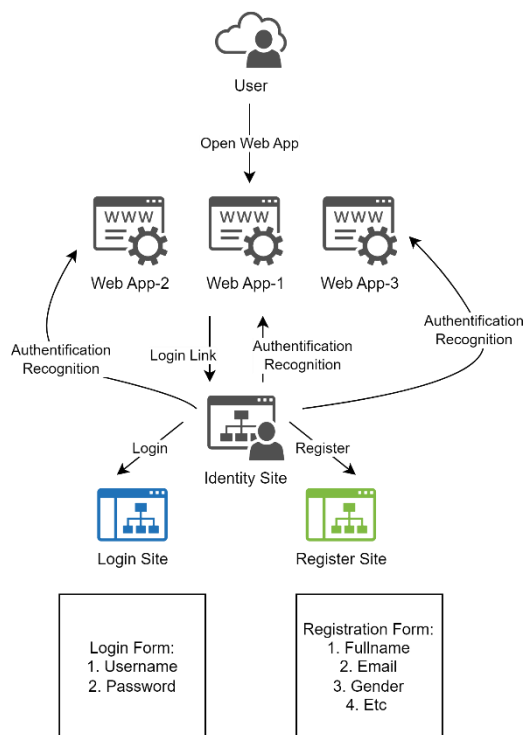 User
Open Web App
WWW
WWW
WWW
Web App-2
Web App-1
Web App-3
Authentification
Recognition
Login Link
Authentification
Recognition
Authentification
Recognition
Login
Register
Identity Site
Login Site
Register Site
Login Form:
1. Username
2. Password
Registration Form:
1. Fullname
2. Email
3. Gender
4. Etc